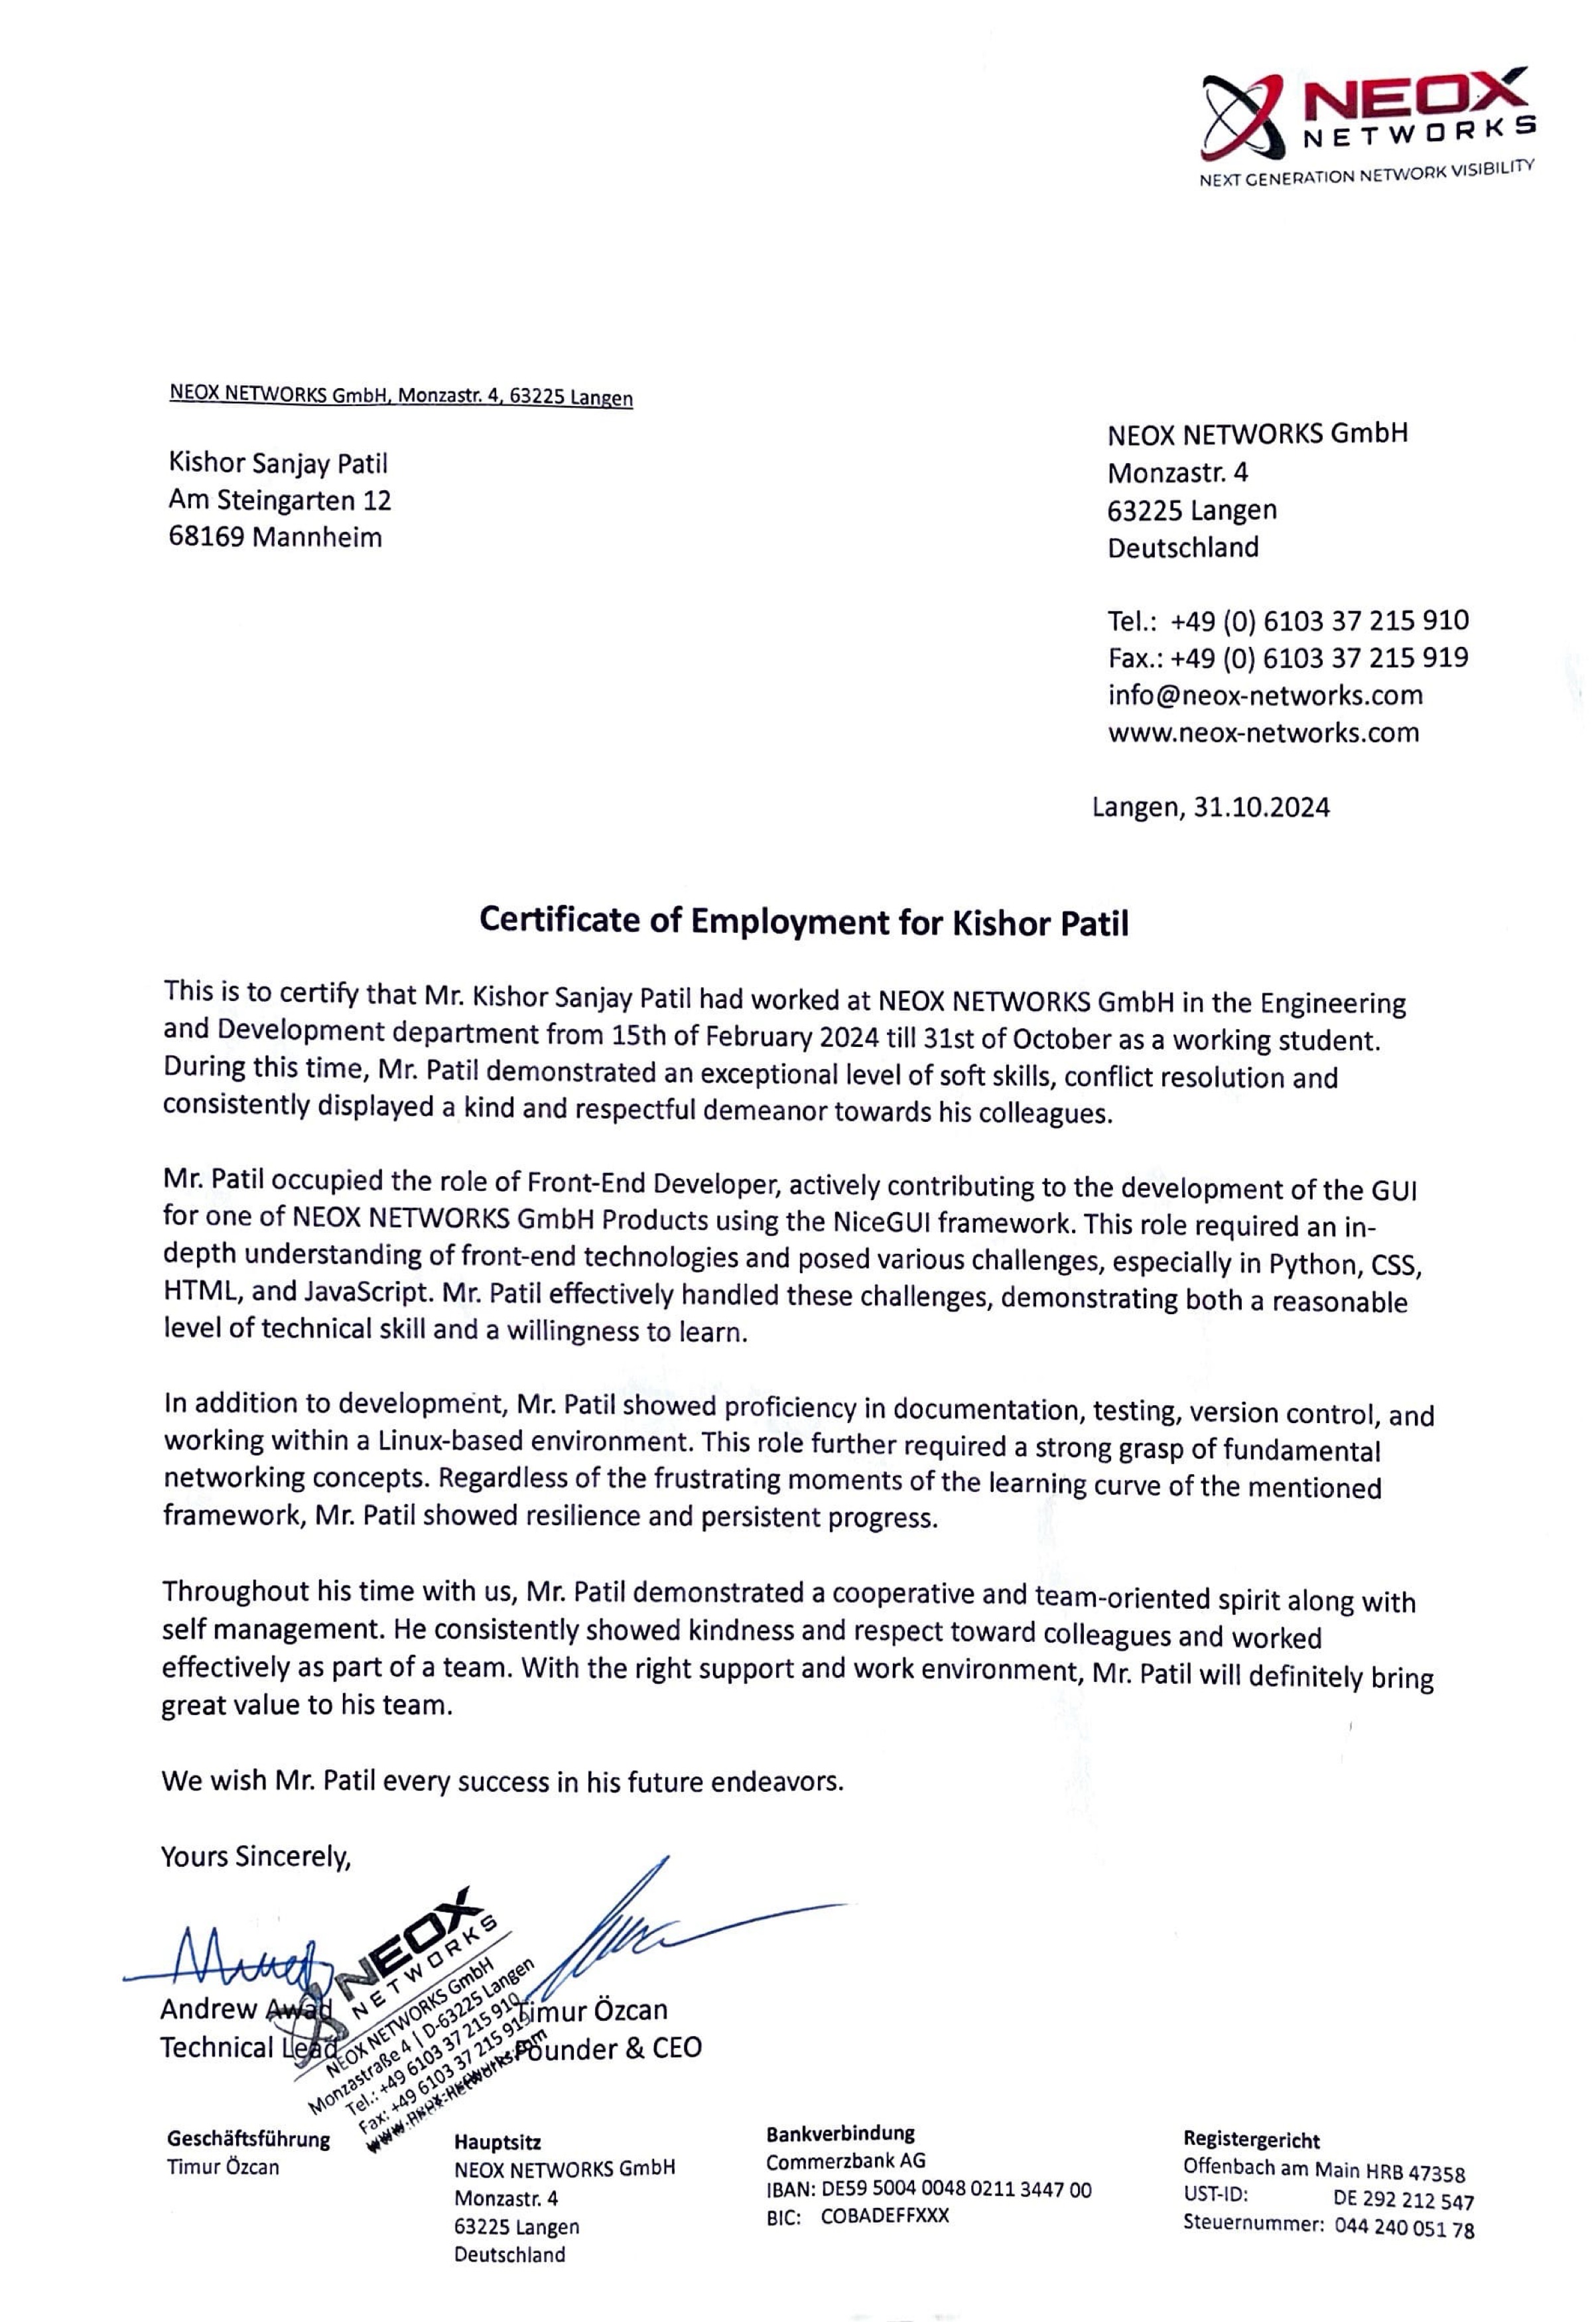 NEOX
NETWORKS
NEXT GENERATION NETWORK VISIBILITY
NEOX NETWORKS GmbH, Monzastr. 4, 63225 Langen
Kishor Sanjay Patil
Am Steingarten 12
68169 Mannheim
NEOX NETWORKS GmbH
Monzastr. 4
63225 Langen
Deutschland
Tel.: +49 (0) 6103 37 215 910
Fax.: +49 (0) 6103 37 215 919
info@neox-networks.com
www.neox-networks.com
Langen, 31.10.2024
Certificate of Employment for Kishor Patil
This is to certify that Mr. Kishor Sanjay Patil had worked at NEOX NETWORKS GmbH in the Engineering
and Development department from 15th of February 2024 till 31st of October as a working student.
During this time, Mr. Patil demonstrated an exceptional level of soft skills, conflict resolution and
consistently displayed a kind and respectful demeanor towards his colleagues.
Mr. Patil occupied the role of Front-End Developer, actively contributing to the development of the GUI
for one of NEOX NETWORKS GmbH Products using the NiceGUI framework. This role required an in-
depth understanding of front-end technologies and posed various challenges, especially in Python, CSS,
HTML, and JavaScript. Mr. Patil effectively handled these challenges, demonstrating both a reasonable
level of technical skill and a willingness to learn.
In addition to development, Mr. Patil showed proficiency in documentation, testing, version control, and
working within a Linux-based environment. This role further required a strong grasp of fundamental
networking concepts. Regardless of the frustrating moments of the learning curve of the mentioned
framework, Mr. Patil showed resilience and persistent progress.
Throughout his time with us, Mr. Patil demonstrated a cooperative and team-oriented spirit along with
self management. He consistently showed kindness and respect toward colleagues and worked
effectively as part of a team. With the right support and work environment, Mr. Patil will definitely bring
great value to his team.
We wish Mr. Patil every success in his future endeavors.
Yours Sincerely,
NEOX
NETWORKS
NEOX NETWORKS GmbH
Monzastraße 4 | D-63225 Langen
Tel.: +49 6103 37 215 910
Fax: +49 6103 37 215 919
www.neox-networks.com
Andrew Awad
Technical Lead
Timur Özcan
Founder & CEO
Geschäftsführung
Timur Özcan
Hauptsitz
NEOX NETWORKS GmbH
Monzastr. 4
63225 Langen
Deutschland
Bankverbindung
Commerzbank AG
IBAN: DE59 5004 0048 0211 3447 00
BIC: COBADEFFXXX
Registergericht
Offenbach am Main HRB 47358
UST-ID: DE 292 212 547
Steuernummer: 044 240 051 78